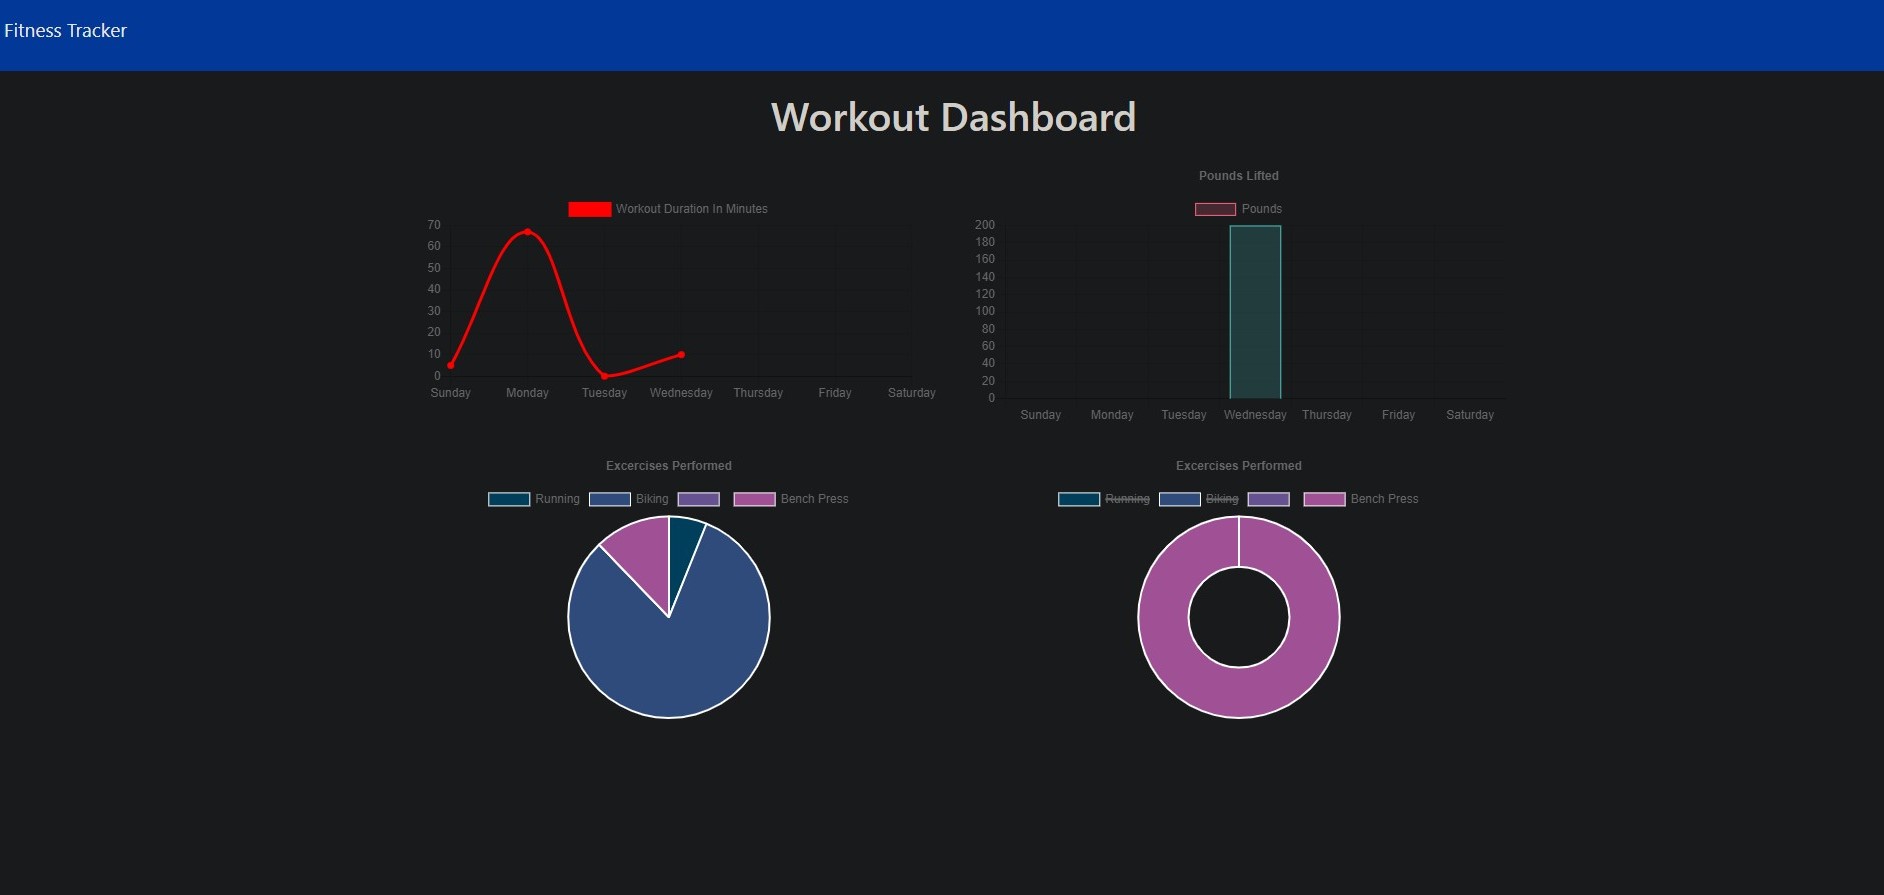 Fitness Tracker
Workout Dashboard
Workout Duration In Minutes
70
60
50
40
30
20
10
0
Sunday Monday Tuesday Wednesday Thursday Friday Saturday
Pounds Lifted
Pounds
200
180
160
140
120
100
80
60
40
20
0
Sunday Monday Tuesday Wednesday Thursday Friday Saturday
Excercises Performed
Running Biking Bench Press
Excercises Performed
Running Biking Bench Press